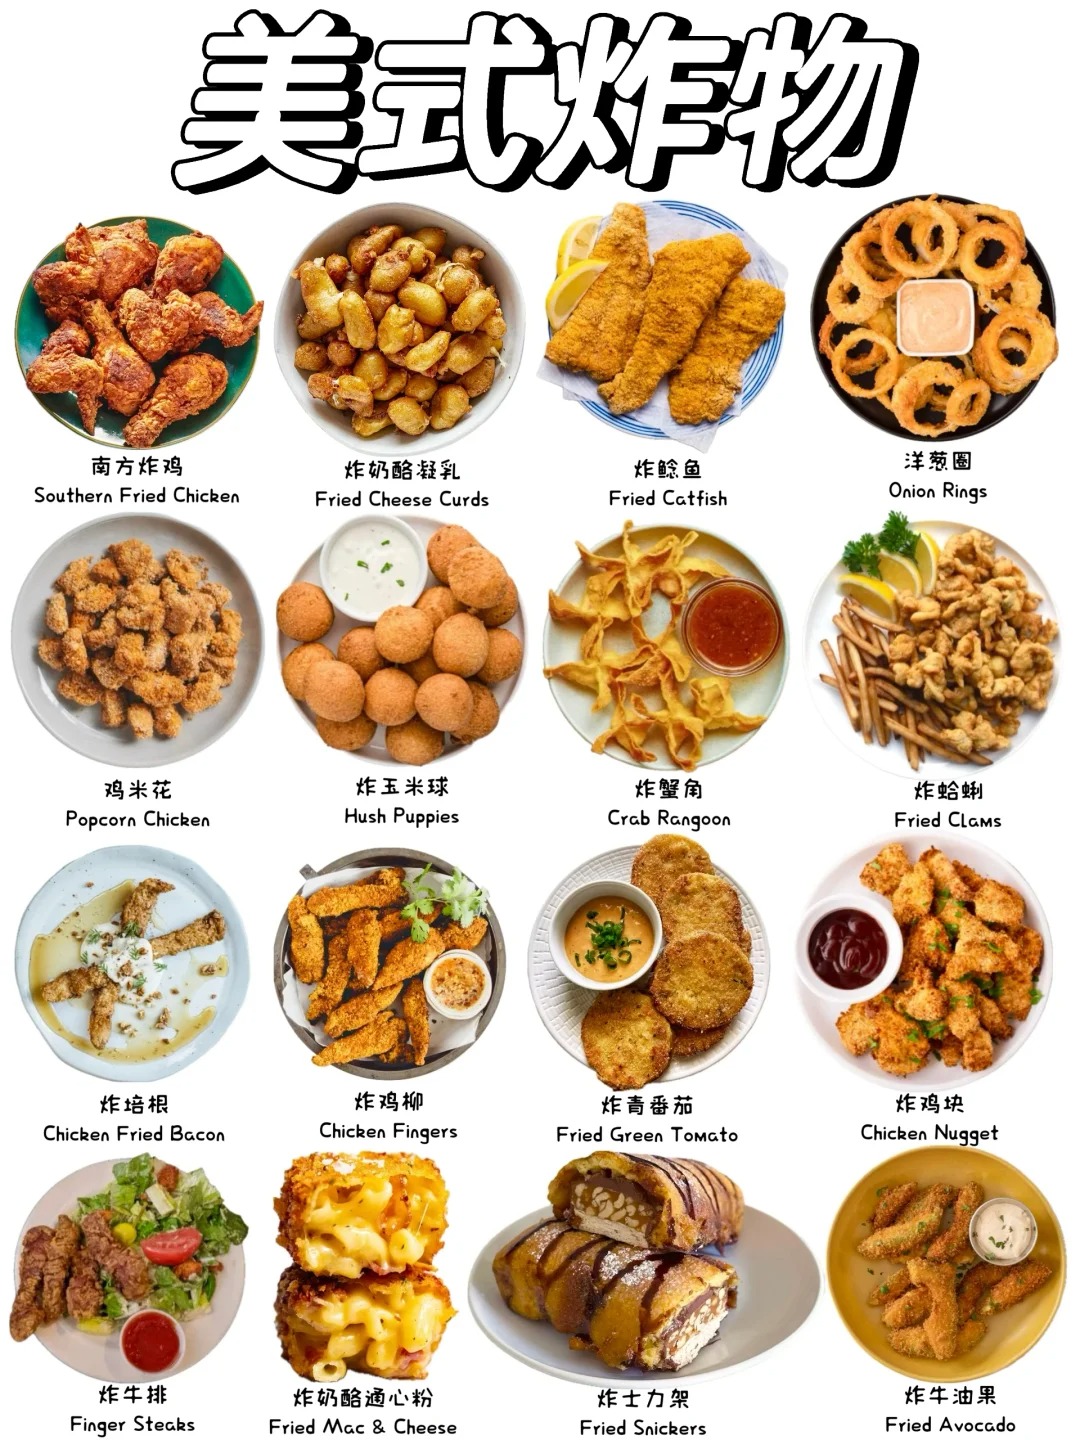 美式炸物
南方炸鸡
Southern Fried Chicken
炸奶酪凝乳
Fried Cheese Curds
炸鲶鱼
Fried Catfish
洋葱圈
Onion Rings
鸡米花
Popcorn Chicken
炸玉米球
Hush Puppies
炸蟹角
Crab Rangoon
炸蛤蜊
Fried Clams
炸培根
Chicken Fried Bacon
炸鸡柳
Chicken Fingers
炸青番茄
Fried Green Tomato
炸鸡块
Chicken Nugget
炸牛排
Finger Steaks
炸奶酪通心粉
Fried Mac & Cheese
炸士力架
Fried Snickers
炸牛油果
Fried Avocado